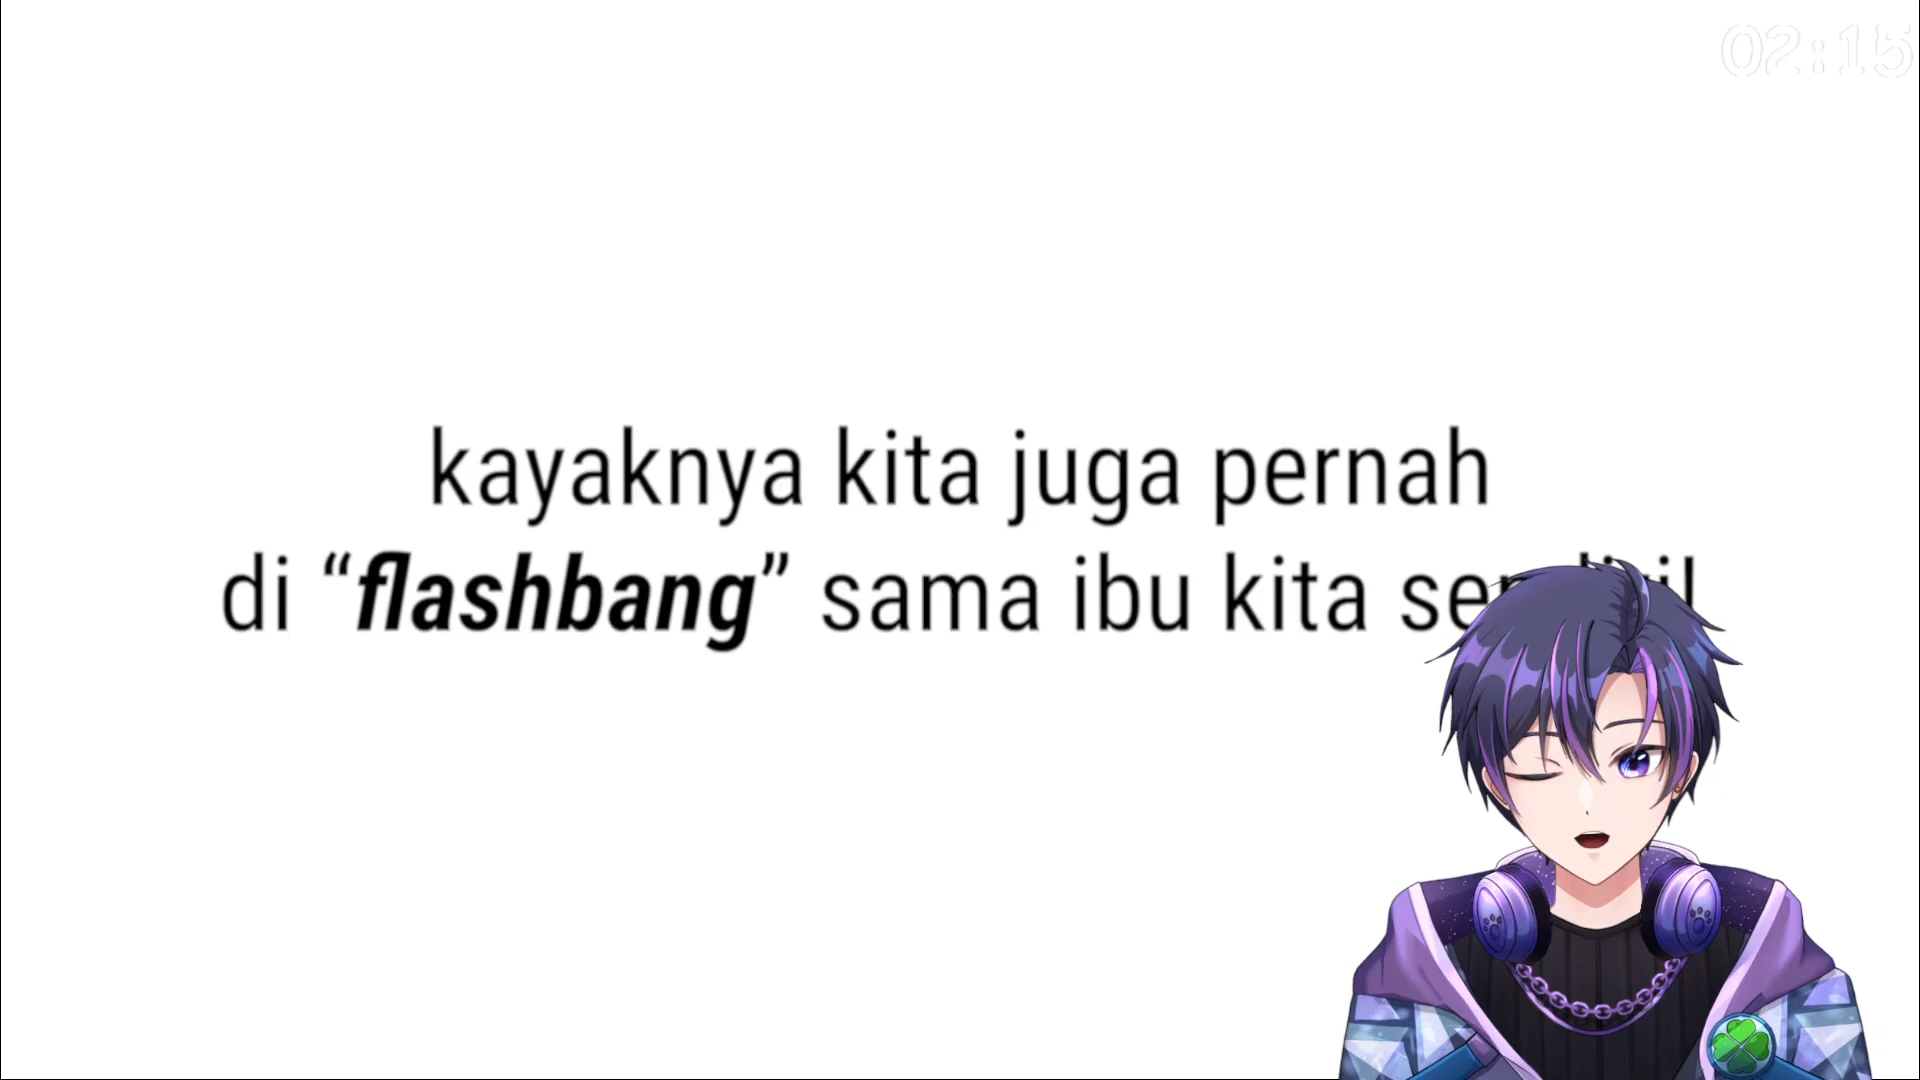 02:15
kayaknya kita juga pernah
di “flashbang” sama ibu kita